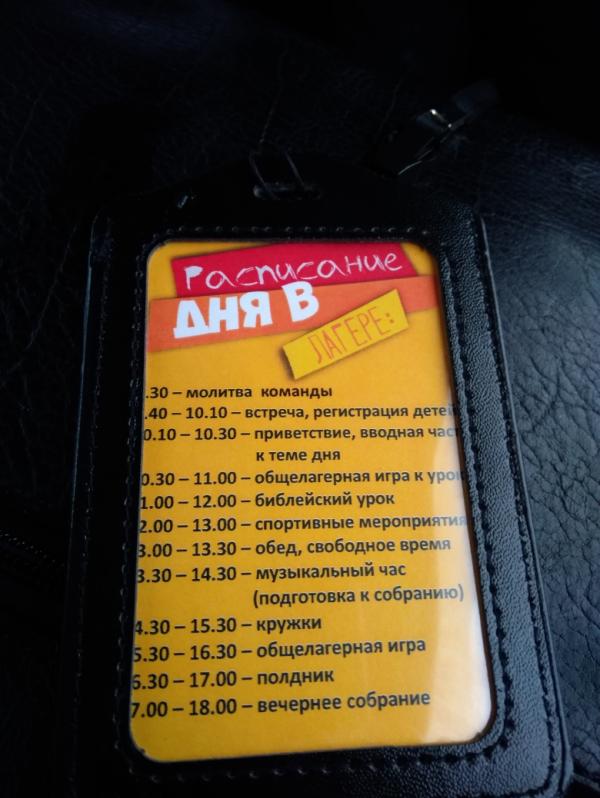 Расписание
ДНЯ В
ЛАГЕРЕ:
.30 – молитва команды
.40 – 10.10 – встреча, регистрация детей
0.10 – 10.30 – приветствие, вводная част
к теме дня
0.30 – 11.00 – общелагерная игра к урок
1.00 – 12.00 – библейский урок
2.00 – 13.00 – спортивные мероприятия
3.00 – 13.30 – обед, свободное время
3.30 – 14.30 – музыкальный час
(подготовка к собранию)
4.30 – 15.30 – кружки
5.30 – 16.30 – общелагерная игра
6.30 – 17.00 – полдник
7.00 – 18.00 – вечернее собрание